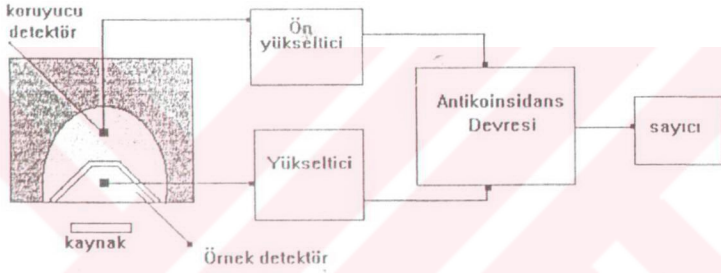 koruyucu
detektör
Ön
yükseltici
Antikoinsidans
Devresi
sayıcı
Yükseltici
kaynak
Örnek detektör